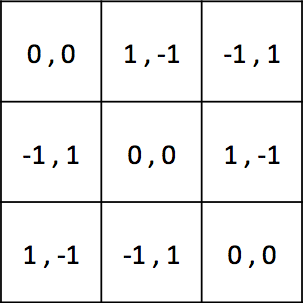 0 , 0 1 , -1 -1 , 1
-1 , 1 0 , 0 1 , -1
1 , -1 -1 , 1 0 , 0